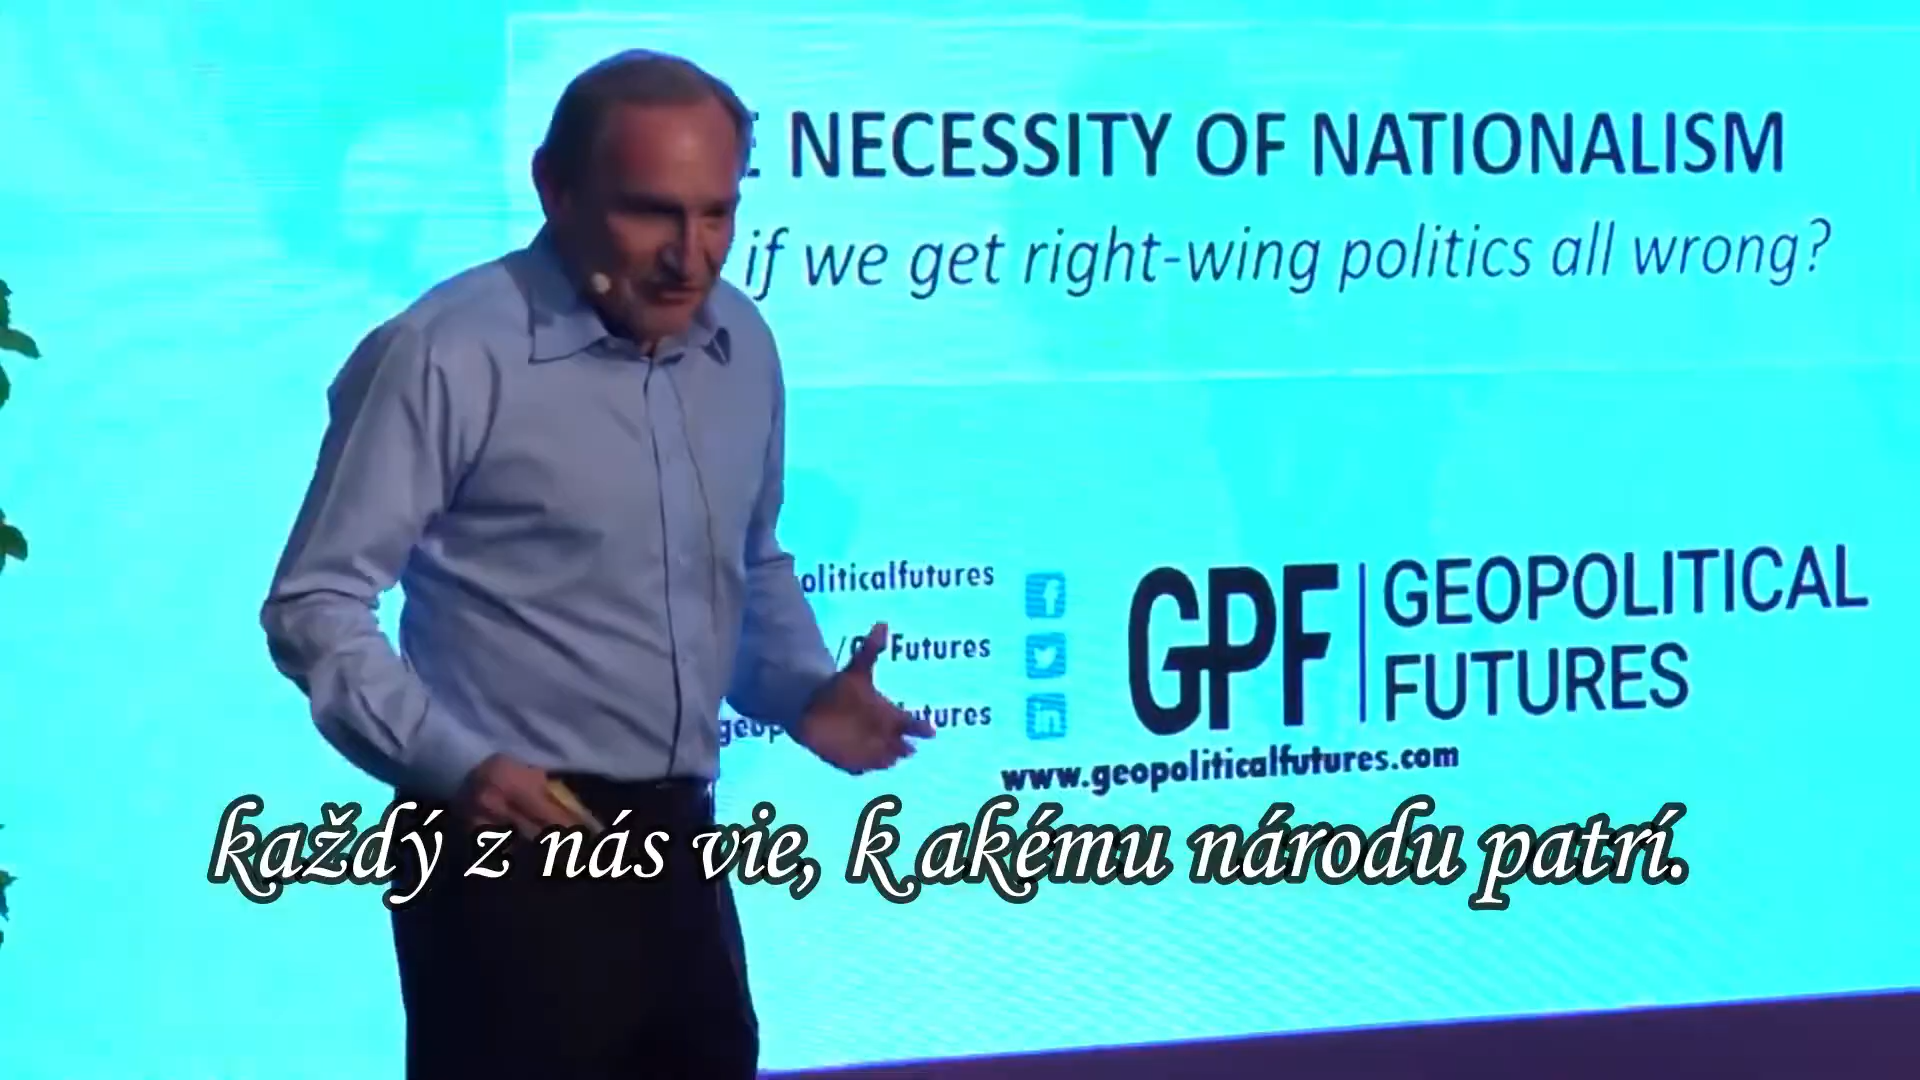 NECESSITY OF NATIONALISM
if we get right-wing politics all wrong?
GPF
GEOPOLITICAL
FUTURES
www.geopoliticalfutures.com
každý z nás vie, k akému národu patrí.